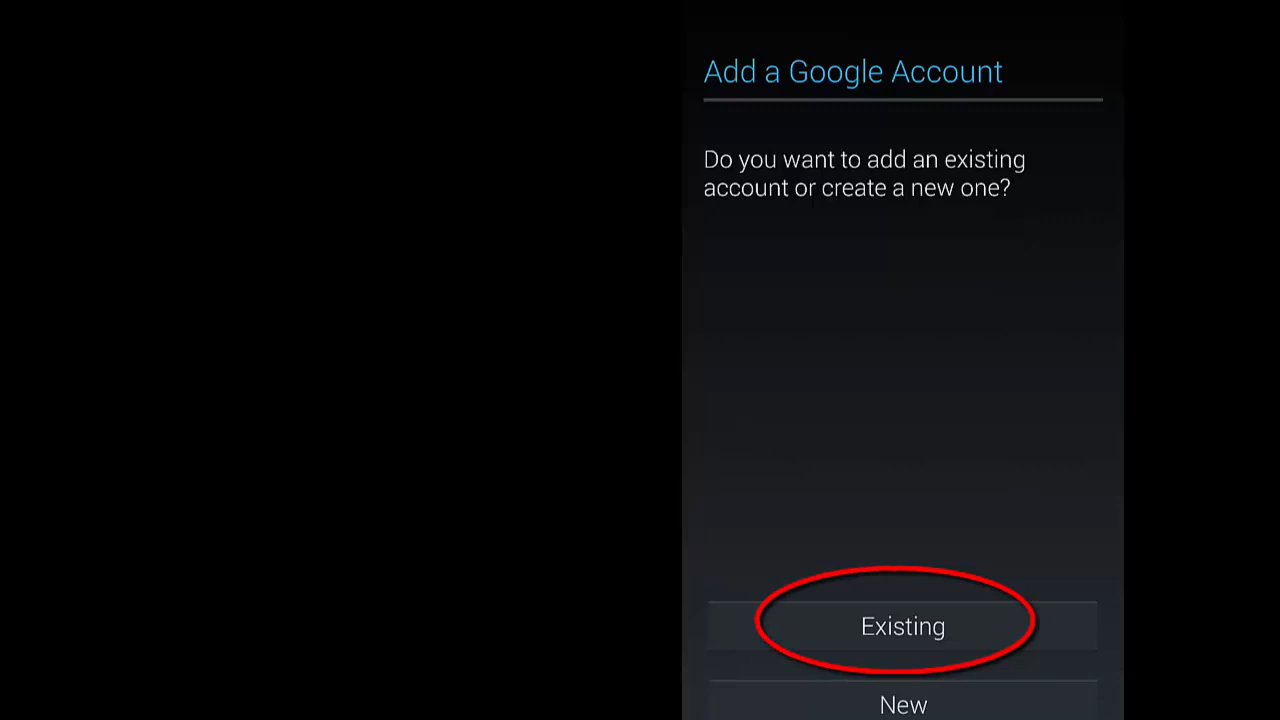 Add a Google Account
Do you want to add an existing
account or create a new one?
Existing
New